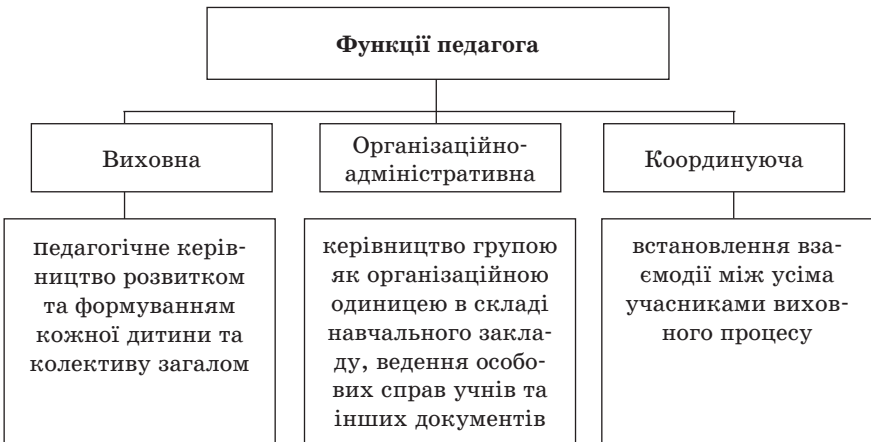 Функції педагога
Виховна
Організаційно-
адміністративна
Координуюча
педагогічне керів-
ництво розвитком
та формуванням
кожної дитини та
колективу загалом
керівництво групою
як організаційною
одиницею в складі
навчального закла-
ду, ведення особо-
вих справ учнів та
інших документів
встановлення вза-
ємодії між усіма
учасниками вихов-
ного процесу